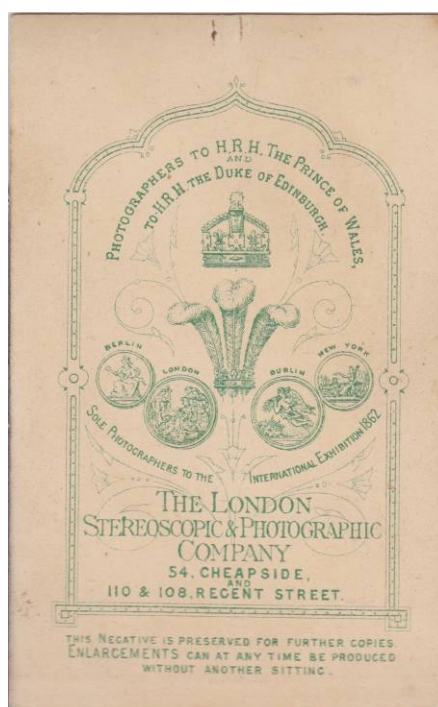 PHOTOGRAPHERS TO H.R.H. THE PRINCE OF WALES,
AND
TO H.R.H. THE DUKE OF EDINBURGH.
BERLIN
LONDON
DUBLIN
NEW YORK
SOLE PHOTOGRAPHERS TO THE INTERNATIONAL EXHIBITION 1862
THE LONDON
STEREOSCOPIC & PHOTOGRAPHIC
COMPANY
54, CHEAPSIDE,
AND
110 & 108, REGENT STREET.
THIS NEGATIVE IS PRESERVED FOR FURTHER COPIES.
ENLARGEMENTS CAN AT ANY TIME BE PRODUCED
WITHOUT ANOTHER SITTING.